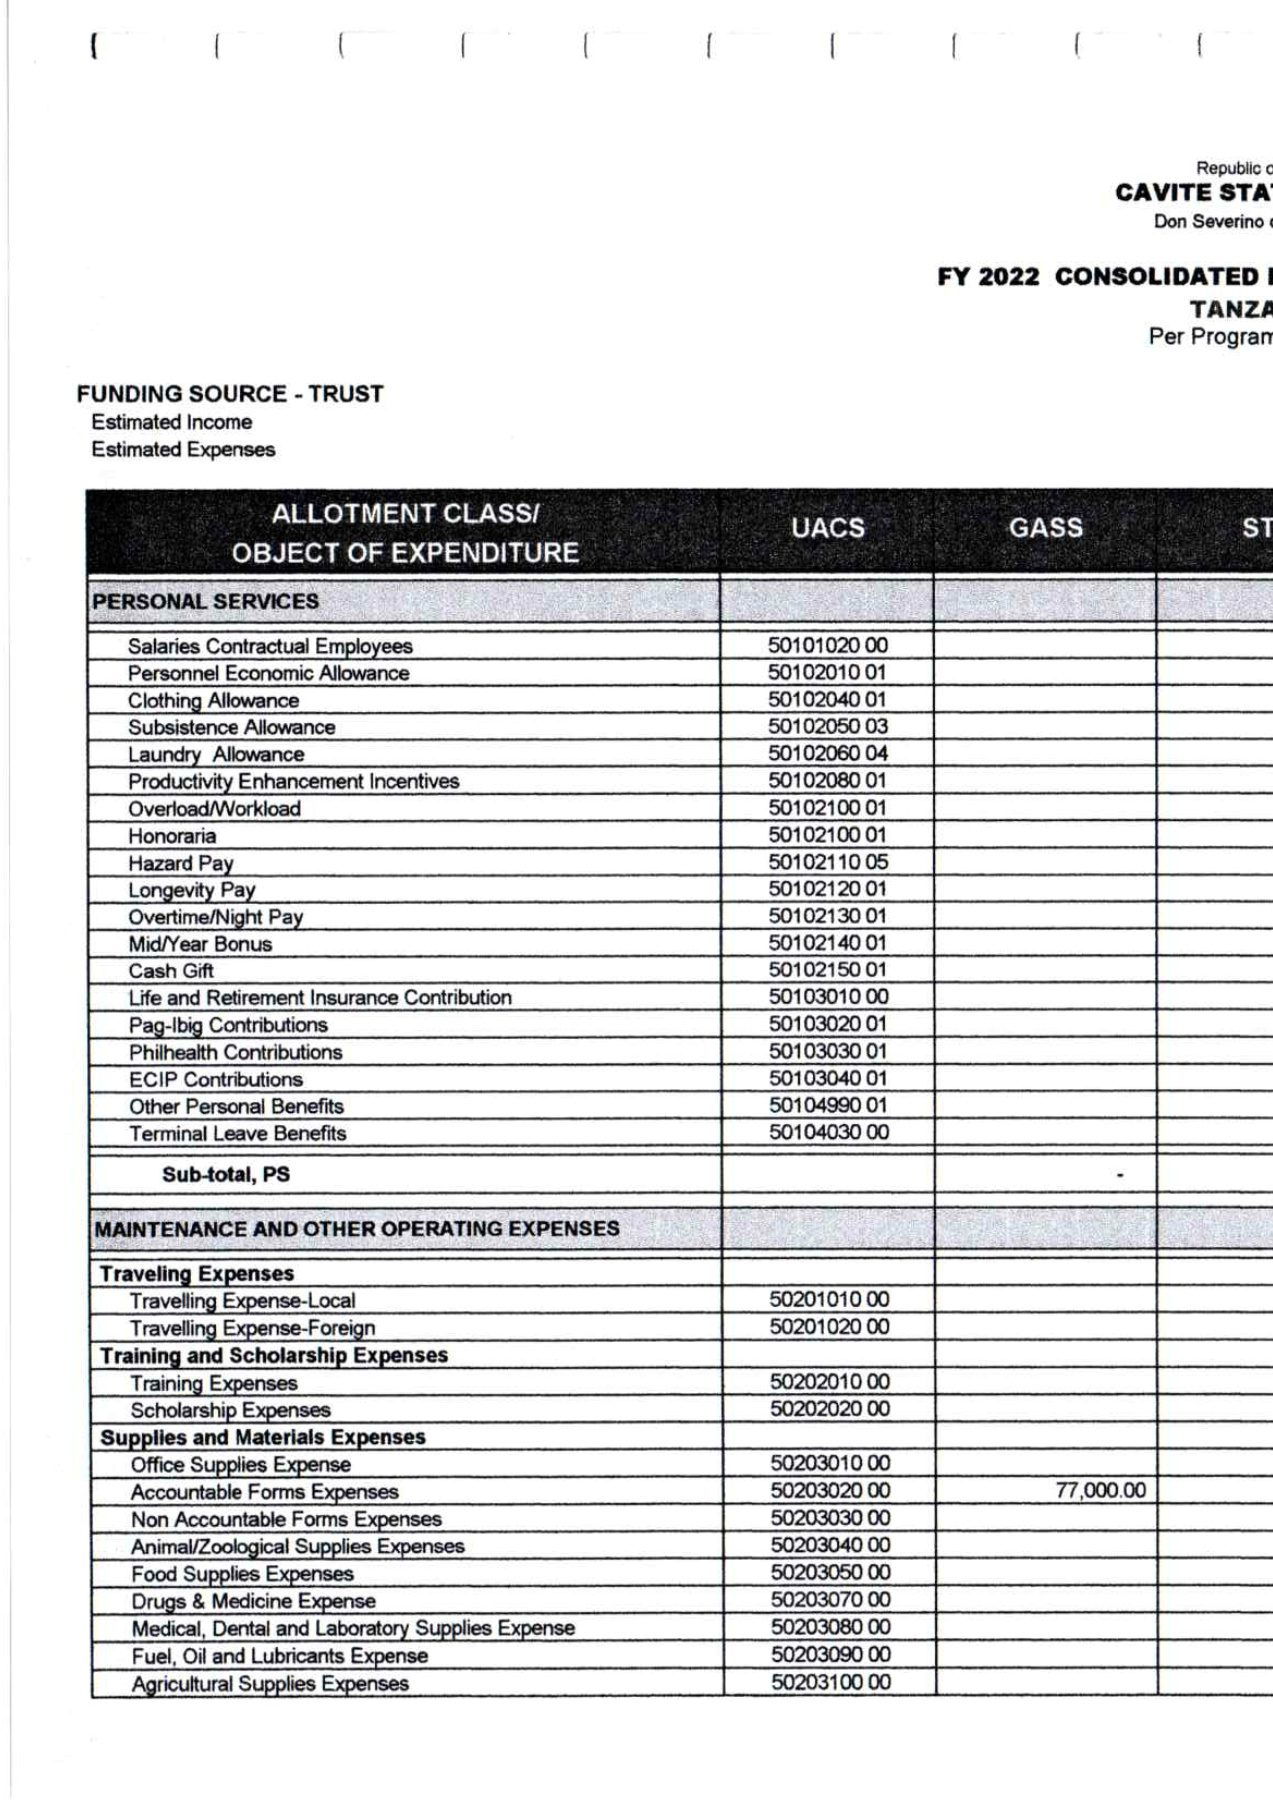 Republic o
CAVITE STAT
Don Severino d
FY 2022 CONSOLIDATED
TANZA
Per Program
FUNDING SOURCE - TRUST
Estimated Income
Estimated Expenses
ALLOTMENT CLASS/
OBJECT OF EXPENDITURE UACS GASS ST
PERSONAL SERVICES
Salaries Contractual Employees 50101020 00
Personnel Economic Allowance 50102010 01
Clothing Allowance 50102040 01
Subsistence Allowance 50102050 03
Laundry Allowance 50102060 04
Productivity Enhancement Incentives 50102080 01
Overload/Workload 50102100 01
Honoraria 50102100 01
Hazard Pay 50102110 05
Longevity Pay 50102120 01
Overtime/Night Pay 50102130 01
Mid/Year Bonus 50102140 01
Cash Gift 50102150 01
Life and Retirement Insurance Contribution 50103010 00
Pag-Ibig Contributions 50103020 01
Philhealth Contributions 50103030 01
ECIP Contributions 50103040 01
Other Personal Benefits 50104990 01
Terminal Leave Benefits 50104030 00
Sub-total, PS -
MAINTENANCE AND OTHER OPERATING EXPENSES
Traveling Expenses
Travelling Expense-Local 50201010 00
Travelling Expense-Foreign 50201020 00
Training and Scholarship Expenses
Training Expenses 50202010 00
Scholarship Expenses 50202020 00
Supplies and Materials Expenses
Office Supplies Expense 50203010 00
Accountable Forms Expenses 50203020 00 77,000.00
Non Accountable Forms Expenses 50203030 00
Animal/Zoological Supplies Expenses 50203040 00
Food Supplies Expenses 50203050 00
Drugs & Medicine Expense 50203070 00
Medical, Dental and Laboratory Supplies Expense 50203080 00
Fuel, Oil and Lubricants Expense 50203090 00
Agricultural Supplies Expenses 50203100 00